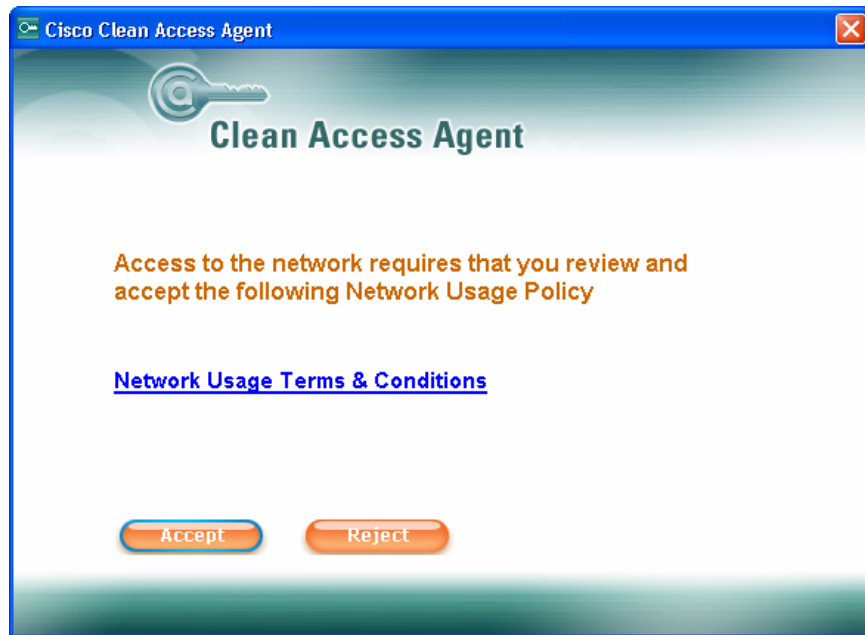 Cisco Clean Access Agent
Clean Access Agent
Access to the network requires that you review and
accept the following Network Usage Policy
Network Usage Terms & Conditions
Accept
Reject